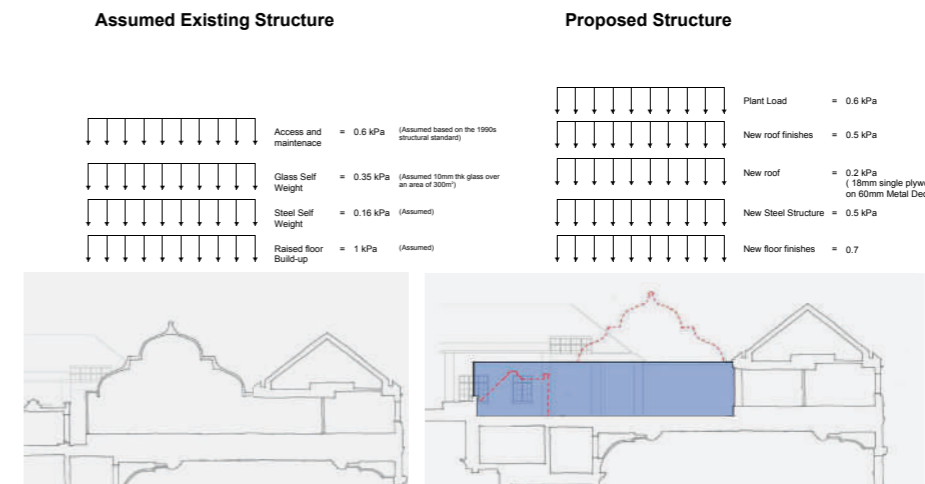 Assumed Existing Structure
Proposed Structure
Access and
maintenace
= 0.6 kPa
(Assumed based on the 1990s
structural standard)
Glass Self
Weight
= 0.35 kPa
(Assumed 10mm thk glass over
an area of 300m²)
Steel Self
Weight
= 0.16 kPa
(Assumed)
Raised floor
Build-up
= 1 kPa
(Assumed)
Plant Load = 0.6 kPa
New roof finishes = 0.5 kPa
New roof = 0.2 kPa
( 18mm single plyw
on 60mm Metal Dec
New Steel Structure = 0.5 kPa
New floor finishes = 0.7